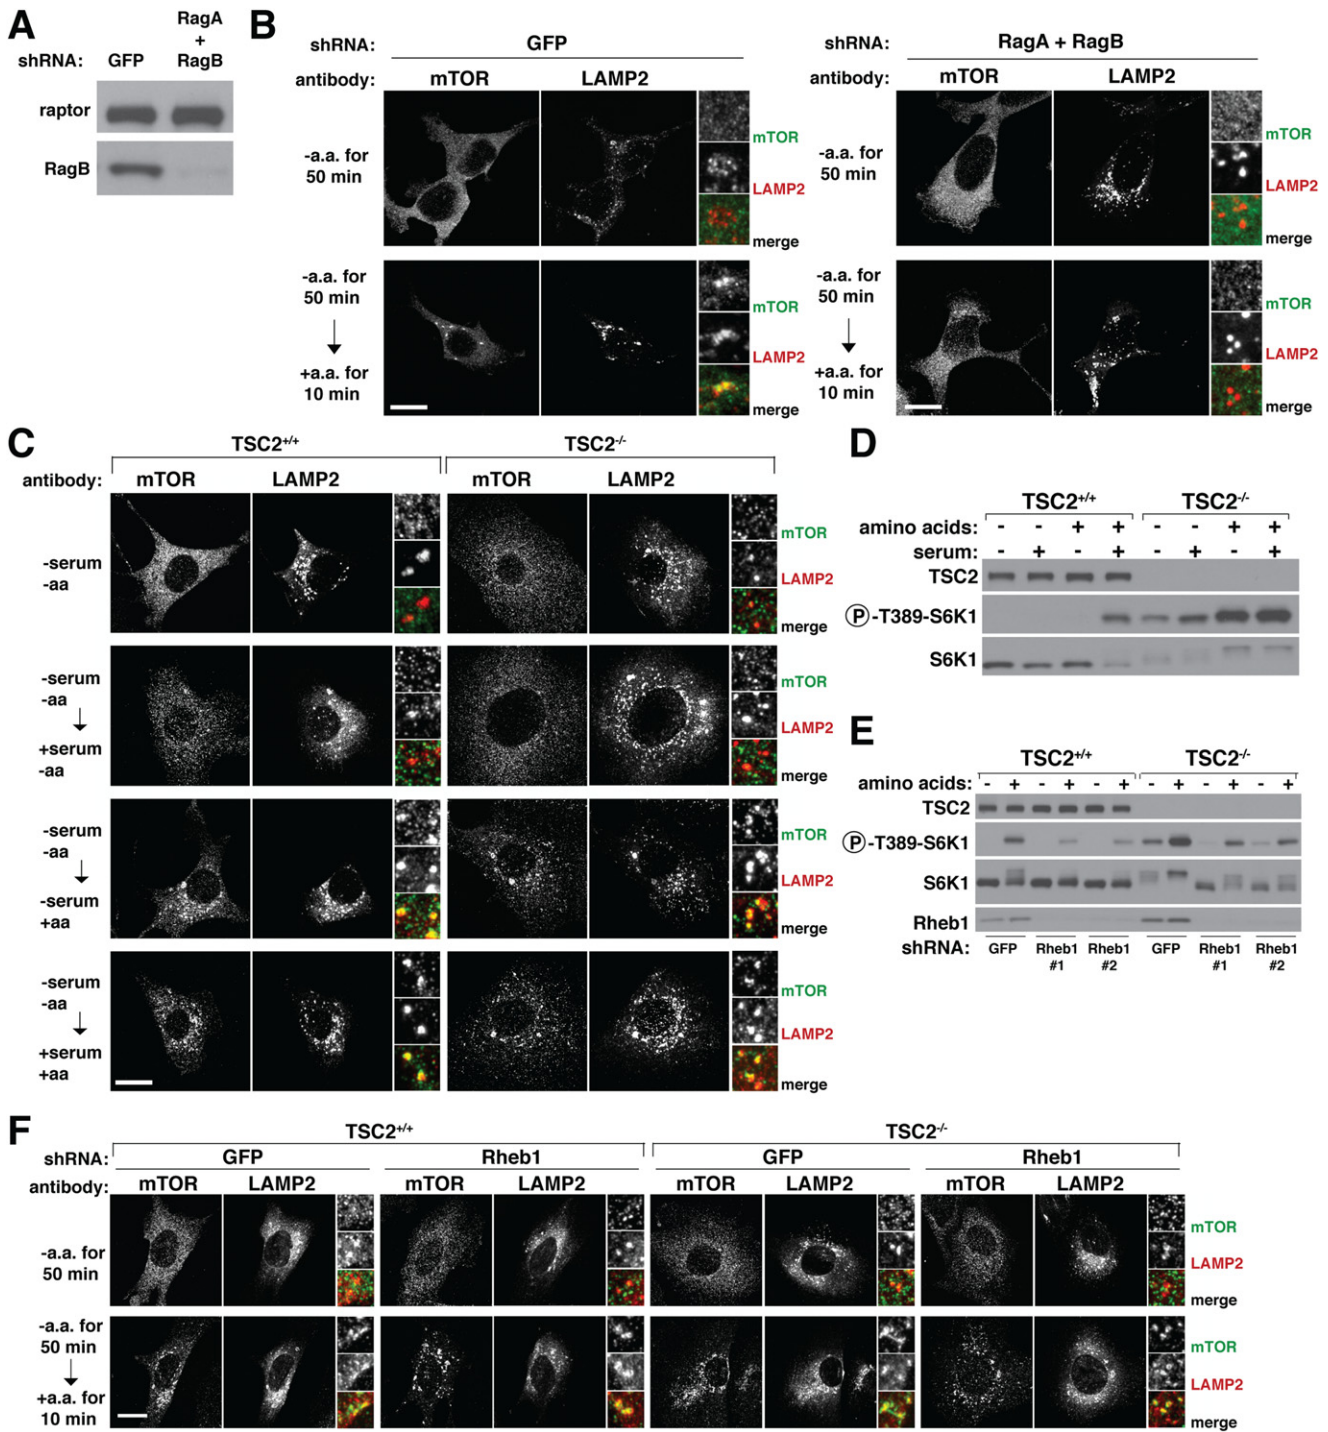 A
shRNA: GFP RagA + RagB
raptor
RagB
B
shRNA: GFP
antibody: mTOR LAMP2
-a.a. for
50 min
mTOR
LAMP2
merge
-a.a. for
50 min
+a.a. for
10 min
mTOR
LAMP2
merge
shRNA: RagA + RagB
antibody: mTOR LAMP2
-a.a. for
50 min
mTOR
LAMP2
merge
-a.a. for
50 min
+a.a. for
10 min
mTOR
LAMP2
merge
C
TSC2+/+ TSC2-/-
antibody: mTOR LAMP2 mTOR LAMP2
-serum
-aa
mTOR
LAMP2
merge
-serum
-aa
+serum
-aa
mTOR
LAMP2
merge
-serum
-aa
-serum
+aa
mTOR
LAMP2
merge
-serum
-aa
+serum
+aa
mTOR
LAMP2
merge
D
TSC2+/+ TSC2-/-
amino acids: - - + + - - + +
serum: - + - + - + - +
TSC2
P-T389-S6K1
S6K1
E
TSC2+/+ TSC2-/-
amino acids: - + - + - + - + - + - +
TSC2
P-T389-S6K1
S6K1
Rheb1
shRNA: GFP Rheb1 Rheb1 GFP Rheb1 Rheb1
#1 #2 #1 #2
F
TSC2+/+ TSC2-/-
shRNA: GFP Rheb1 GFP Rheb1
antibody: mTOR LAMP2 mTOR LAMP2 mTOR LAMP2 mTOR LAMP2
-a.a. for
50 min
mTOR
LAMP2
merge
-a.a. for
50 min
+a.a. for
10 min
mTOR
LAMP2
merge